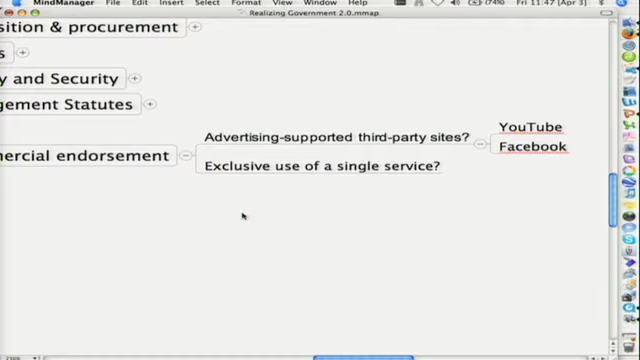 MindManager File Edit Insert Select Format View Window Help (74%) Fri 11:47 (Apr 3)
Realizing Government 2.0.mmap
sition & procurement
s
y and Security
gement Statutes
ercial endorsement
Advertising-supported third-party sites?
Exclusive use of a single service?
YouTube
Facebook